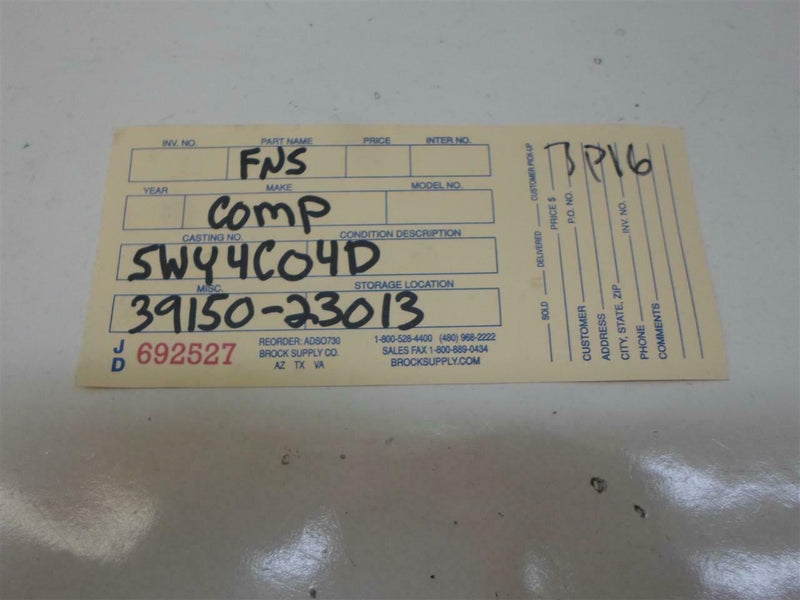 INV. NO. PART NAME PRICE INTER NO.
FNS
YEAR MAKE MODEL NO.
COMP
CASTING NO. CONDITION DESCRIPTION
5WY4C04D
MISC. STORAGE LOCATION
39150-23013
JD 692527
REORDER: ADSO730
BROCK SUPPLY CO.
AZ TX VA
1-800-528-4400 (480) 968-2222
SALES FAX 1-800-889-0434
BROCKSUPPLY.COM
SOLD DELIVERED CUSTOMER PICK-UP
PRICE $
P.O. NO.
CUSTOMER
ADDRESS
CITY, STATE, ZIP INV. NO.
PHONE
COMMENTS